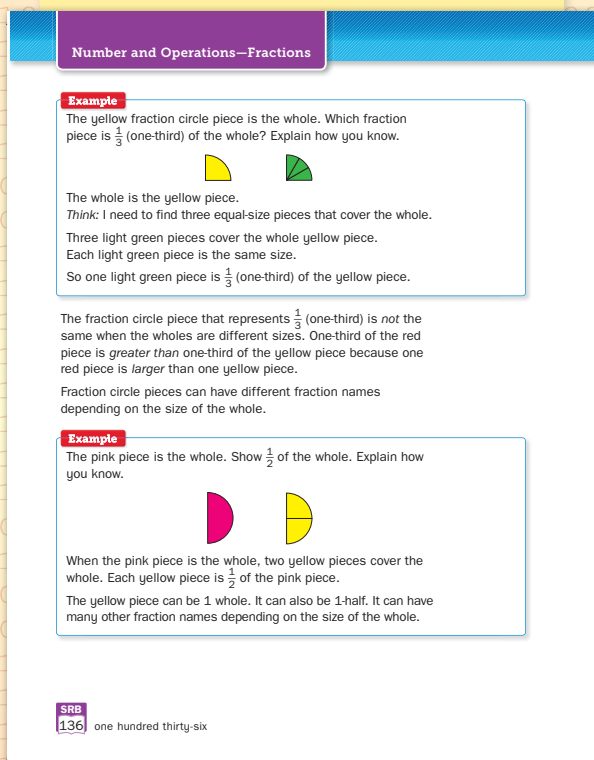 Number and Operations—Fractions
Example
The yellow fraction circle piece is the whole. Which fraction
piece is 1/3 (one-third) of the whole? Explain how you know.
The whole is the yellow piece.
Think: I need to find three equal-size pieces that cover the whole.
Three light green pieces cover the whole yellow piece.
Each light green piece is the same size.
So one light green piece is 1/3 (one-third) of the yellow piece.
The fraction circle piece that represents 1/3 (one-third) is not the
same when the wholes are different sizes. One-third of the red
piece is greater than one-third of the yellow piece because one
red piece is larger than one yellow piece.
Fraction circle pieces can have different fraction names
depending on the size of the whole.
Example
The pink piece is the whole. Show 1/2 of the whole. Explain how
you know.
When the pink piece is the whole, two yellow pieces cover the
whole. Each yellow piece is 1/2 of the pink piece.
The yellow piece can be 1 whole. It can also be 1-half. It can have
many other fraction names depending on the size of the whole.
SRB
136 one hundred thirty-six